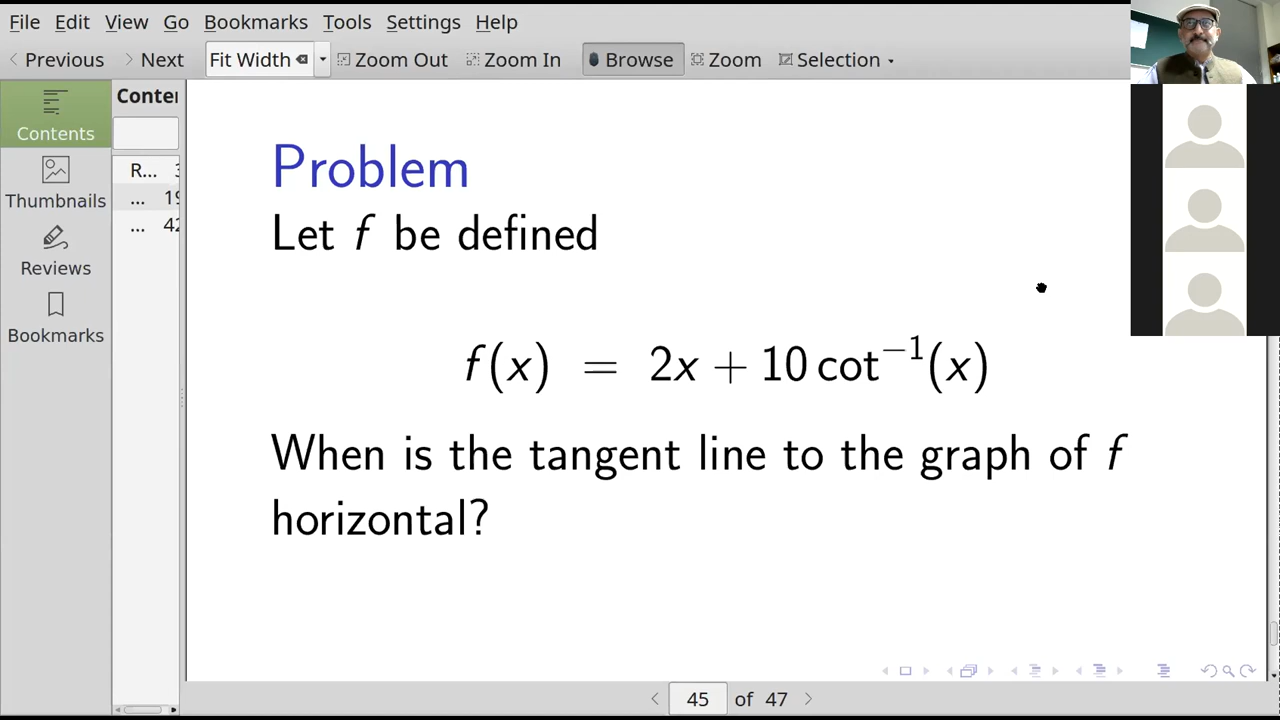 File Edit View Go Bookmarks Tools Settings Help
Previous Next Fit Width Zoom Out Zoom In Browse Zoom Selection
Contents
Thumbnails
Reviews
Bookmarks
R...
... 19
... 42
Problem
Let f be defined
f(x) = 2x + 10 cot⁻¹(x)
When is the tangent line to the graph of f
horizontal?
45 of 47